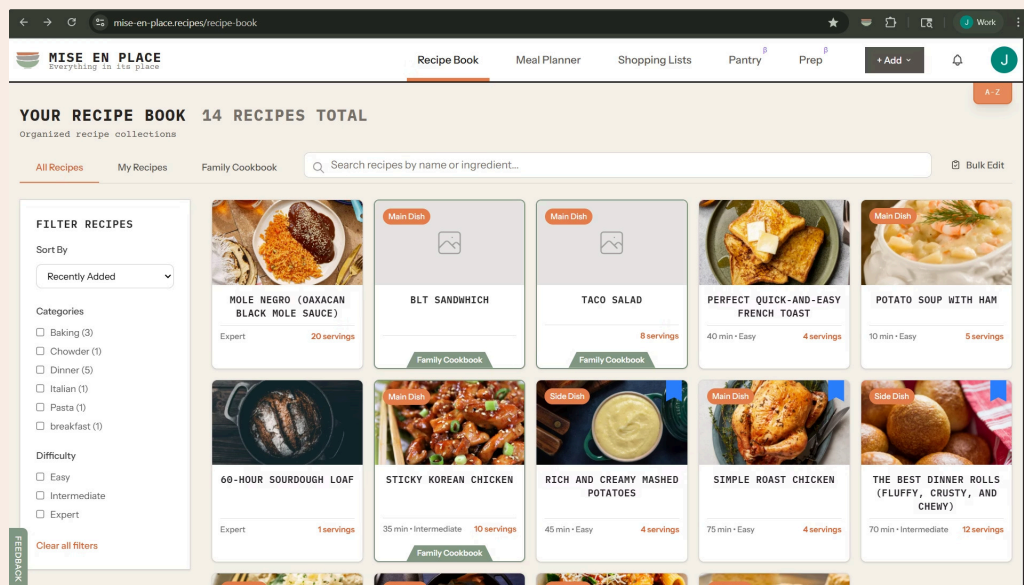 mise-en-place.recipes/recipe-book
J Work
MISE EN PLACE
Everything in its place
Recipe Book
Meal Planner
Shopping Lists
Pantry β
Prep β
+ Add
J
A-Z
YOUR RECIPE BOOK 14 RECIPES TOTAL
Organized recipe collections
All Recipes
My Recipes
Family Cookbook
Search recipes by name or ingredient...
Bulk Edit
FILTER RECIPES
Sort By
Recently Added
Categories
Baking (3)
Chowder (1)
Dinner (5)
Italian (1)
Pasta (1)
breakfast (1)
Difficulty
Easy
Intermediate
Expert
Clear all filters
FEEDBACK
MOLE NEGRO (OAXACAN
BLACK MOLE SAUCE)
Expert
20 servings
Main Dish
BLT SANDWHICH
Family Cookbook
Main Dish
TACO SALAD
8 servings
Family Cookbook
PERFECT QUICK-AND-EASY
FRENCH TOAST
40 min • Easy
4 servings
Main Dish
POTATO SOUP WITH HAM
10 min • Easy
5 servings
60-HOUR SOURDOUGH LOAF
Expert
1 servings
Main Dish
STICKY KOREAN CHICKEN
35 min • Intermediate
10 servings
Family Cookbook
Side Dish
RICH AND CREAMY MASHED
POTATOES
45 min • Easy
4 servings
Main Dish
SIMPLE ROAST CHICKEN
75 min • Easy
4 servings
Side Dish
THE BEST DINNER ROLLS
(FLUFFY, CRUSTY, AND
CHEWY)
70 min • Intermediate
12 servings